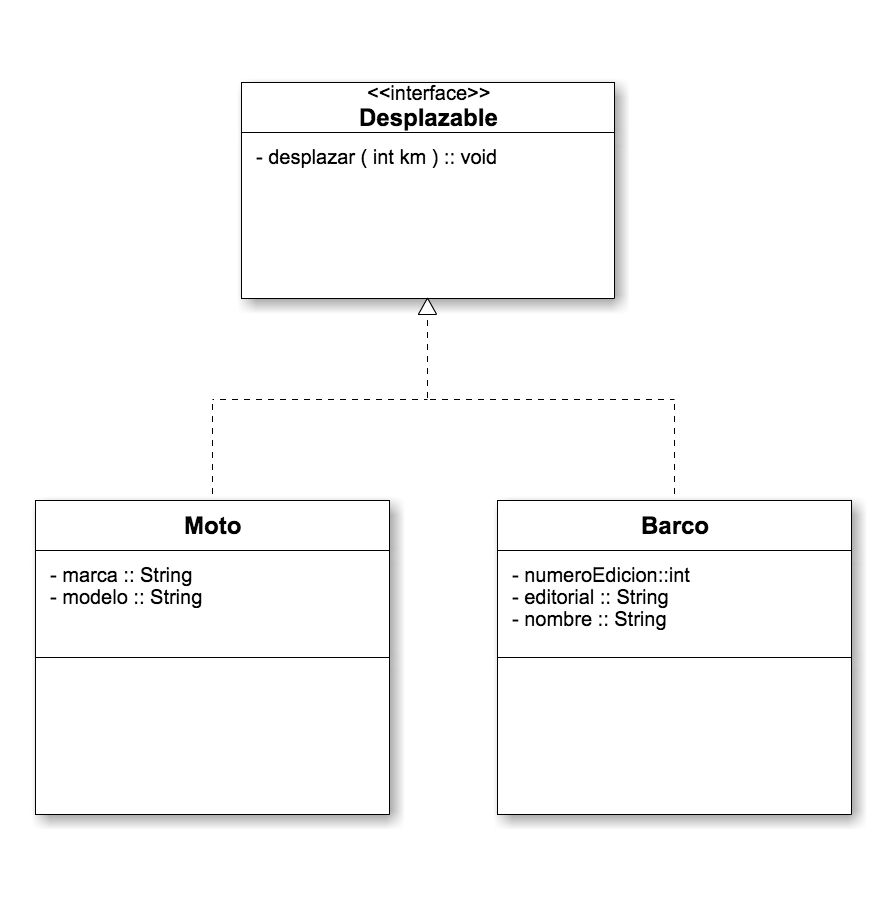 <<interface>>
Desplazable
- desplazar ( int km ) :: void
Moto
- marca :: String
- modelo :: String
Barco
- numeroEdicion::int
- editorial :: String
- nombre :: String